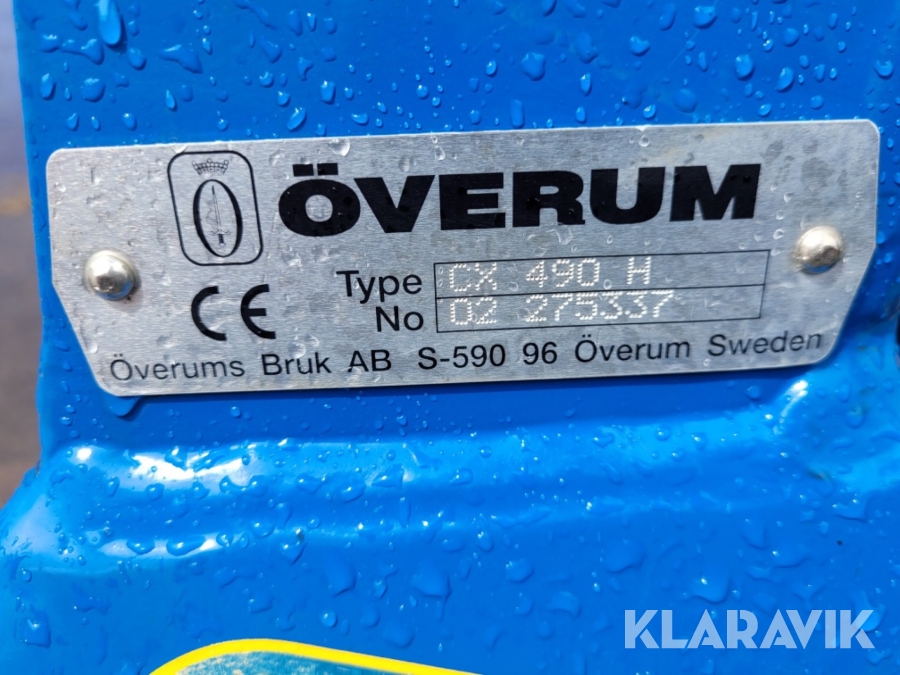 ÖVERUM
Type CX 490 H
No 02 275337
CE
Överums Bruk AB S-590 96 Överum Sweden
KLARAVIK